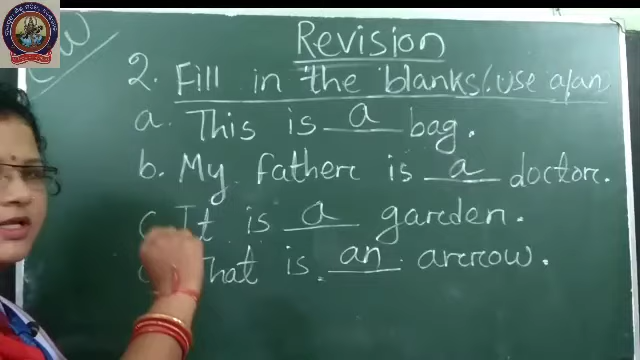 CW
Revision
2. Fill in the blanks (use a/an
a. This is a bag.
b. My father is a doctor.
c. It is a garden.
That is an arrow.